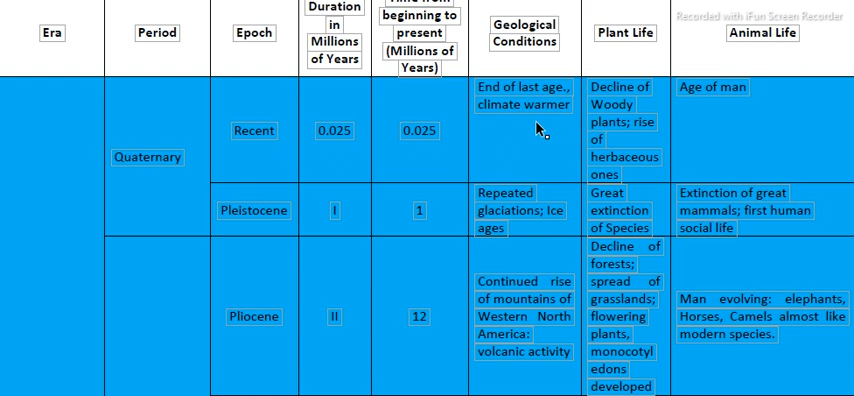 Recorded with iFun Screen Recorder
Era
Period
Epoch
Duration
in
Millions
of Years
beginning to
present
(Millions of
Years)
Geological
Conditions
Plant Life
Animal Life
Quaternary
Recent
0.025
0.025
End of last age.,
climate warmer
Decline of
Woody
plants; rise
of
herbaceous
ones
Age of man
Pleistocene
I
1
Repeated
glaciations; Ice
ages
Great
extinction
of Species
Extinction of great
mammals; first human
social life
Pliocene
II
12
Continued rise
of mountains of
Western North
America:
volcanic activity
Decline of
forests;
spread of
grasslands;
flowering
plants,
monocotyl
edons
developed
Man evolving: elephants,
Horses, Camels almost like
modern species.